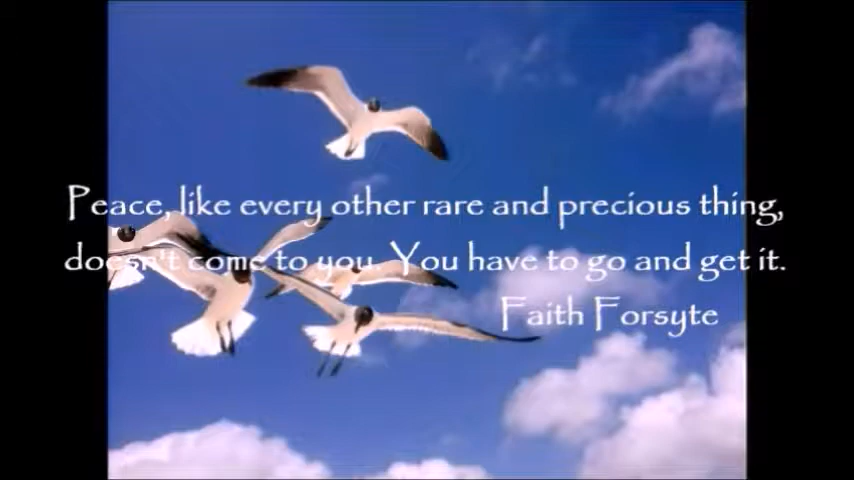 Peace, like every other rare and precious thing,
doesn't come to you. You have to go and get it.
Faith Forsyte